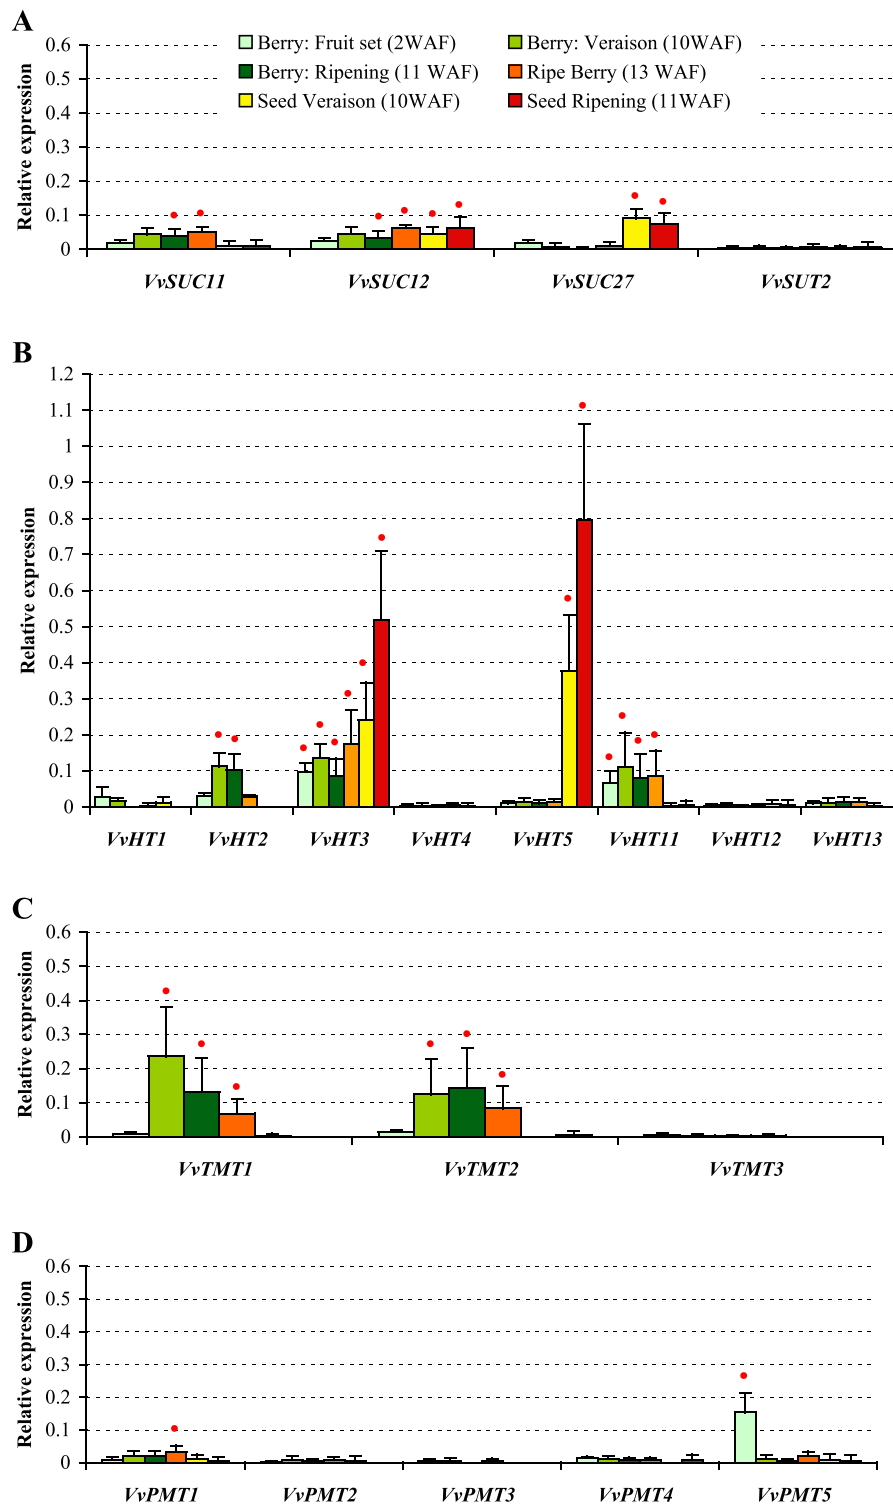 A
Relative expression
0.6
0.5
0.4
0.3
0.2
0.1
0
Berry: Fruit set (2WAF)
Berry: Veraison (10WAF)
Berry: Ripening (11 WAF)
Ripe Berry (13 WAF)
Seed Veraison (10WAF)
Seed Ripening (11WAF)
VvSUC11 VvSUC12 VvSUC27 VvSUT2
B
Relative expression
1.2
1.1
1
0.9
0.8
0.7
0.6
0.5
0.4
0.3
0.2
0.1
0
VvHT1 VvHT2 VvHT3 VvHT4 VvHT5 VvHT11 VvHT12 VvHT13
C
Relative expression
0.6
0.5
0.4
0.3
0.2
0.1
0
VvTMT1 VvTMT2 VvTMT3
D
Relative expression
0.6
0.5
0.4
0.3
0.2
0.1
0
VvPMT1 VvPMT2 VvPMT3 VvPMT4 VvPMT5